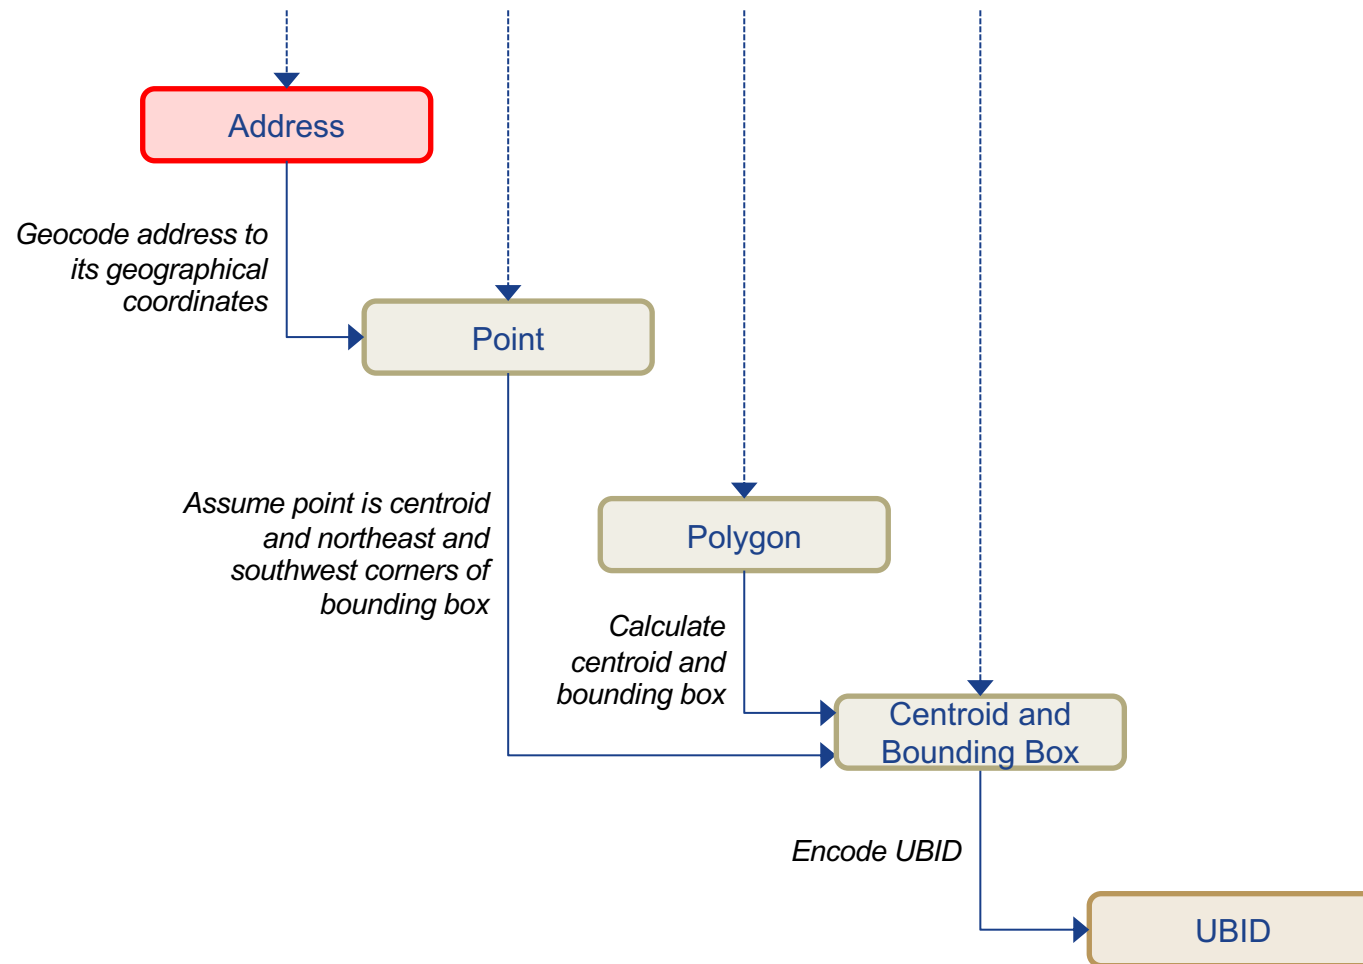 Address
Geocode address to
its geographical
coordinates
Point
Assume point is centroid
and northeast and
southwest corners of
bounding box
Polygon
Calculate
centroid and
bounding box
Centroid and
Bounding Box
Encode UBID
UBID